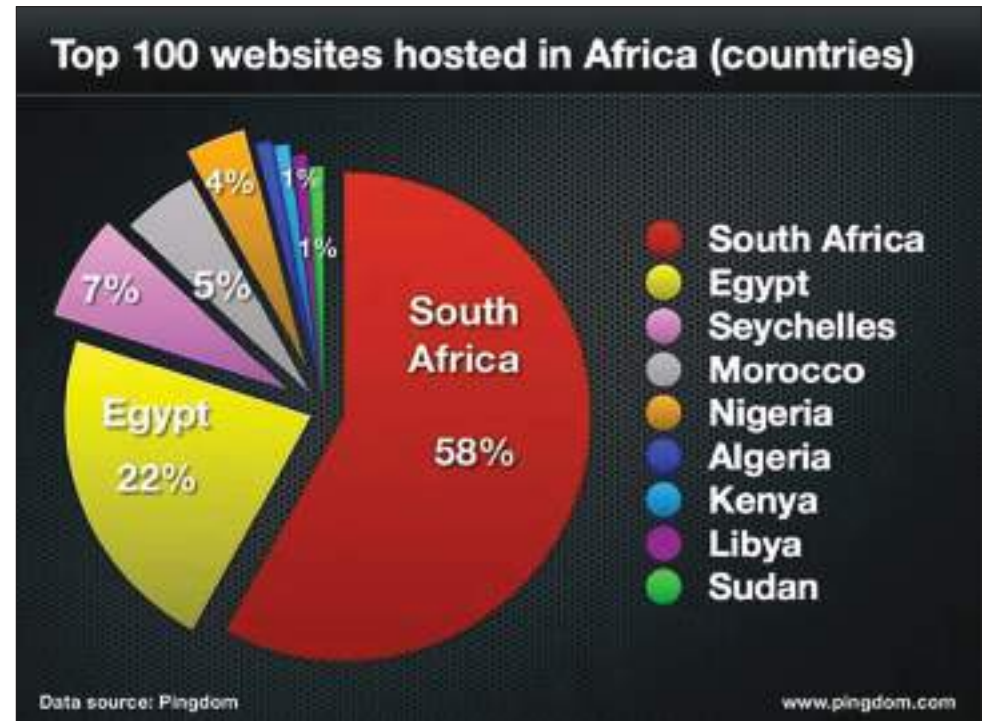 Top 100 websites hosted in Africa (countries)
4%
1%
1%
7%
5%
South
Africa
58%
Egypt
22%
South Africa
Egypt
Seychelles
Morocco
Nigeria
Algeria
Kenya
Libya
Sudan
Data source: Pingdom
www.pingdom.com